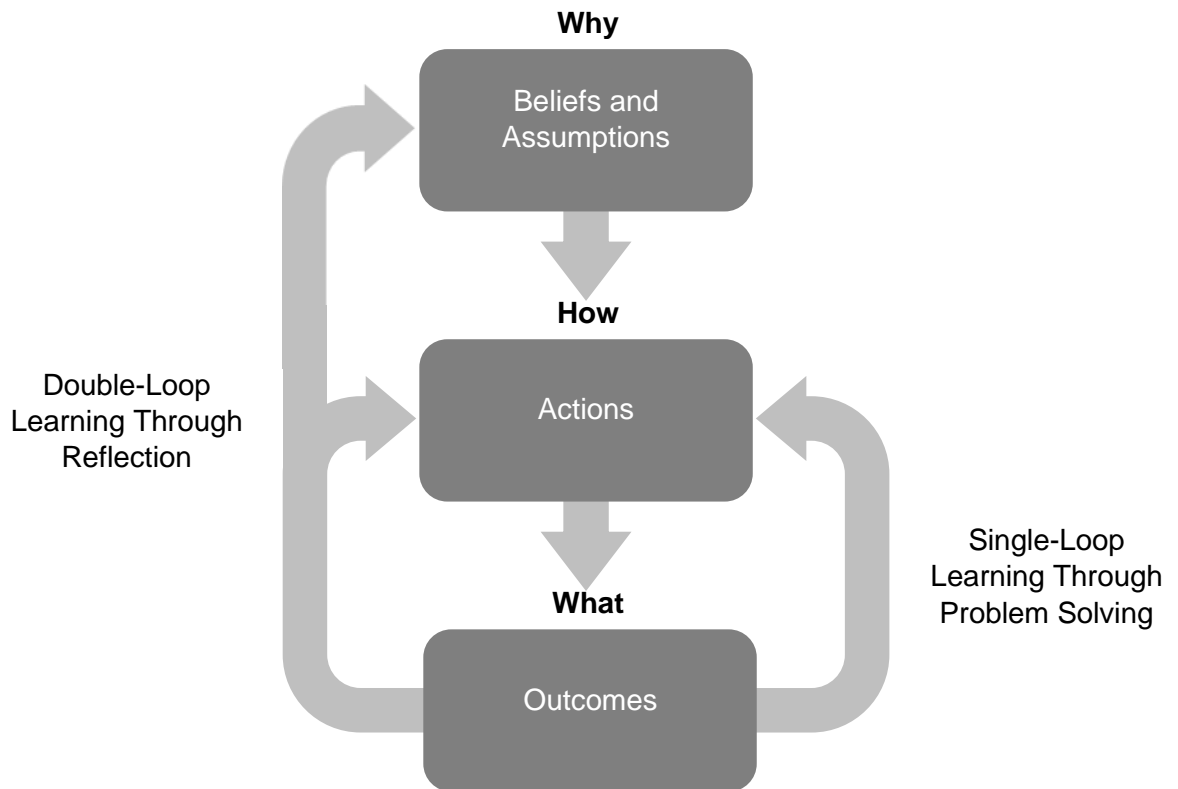 Why
Beliefs and
Assumptions
How
Double-Loop
Learning Through
Reflection
Actions
Single-Loop
Learning Through
Problem Solving
What
Outcomes